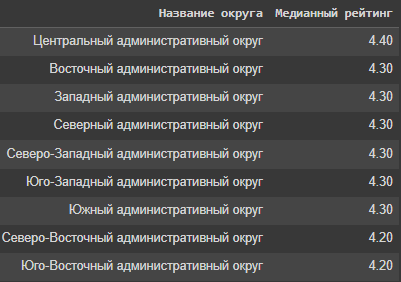 Название округа Медианный рейтинг
Центральный административный округ 4.40
Восточный административный округ 4.30
Западный административный округ 4.30
Северный административный округ 4.30
Северо-Западный административный округ 4.30
Юго-Западный административный округ 4.30
Южный административный округ 4.30
Северо-Восточный административный округ 4.20
Юго-Восточный административный округ 4.20